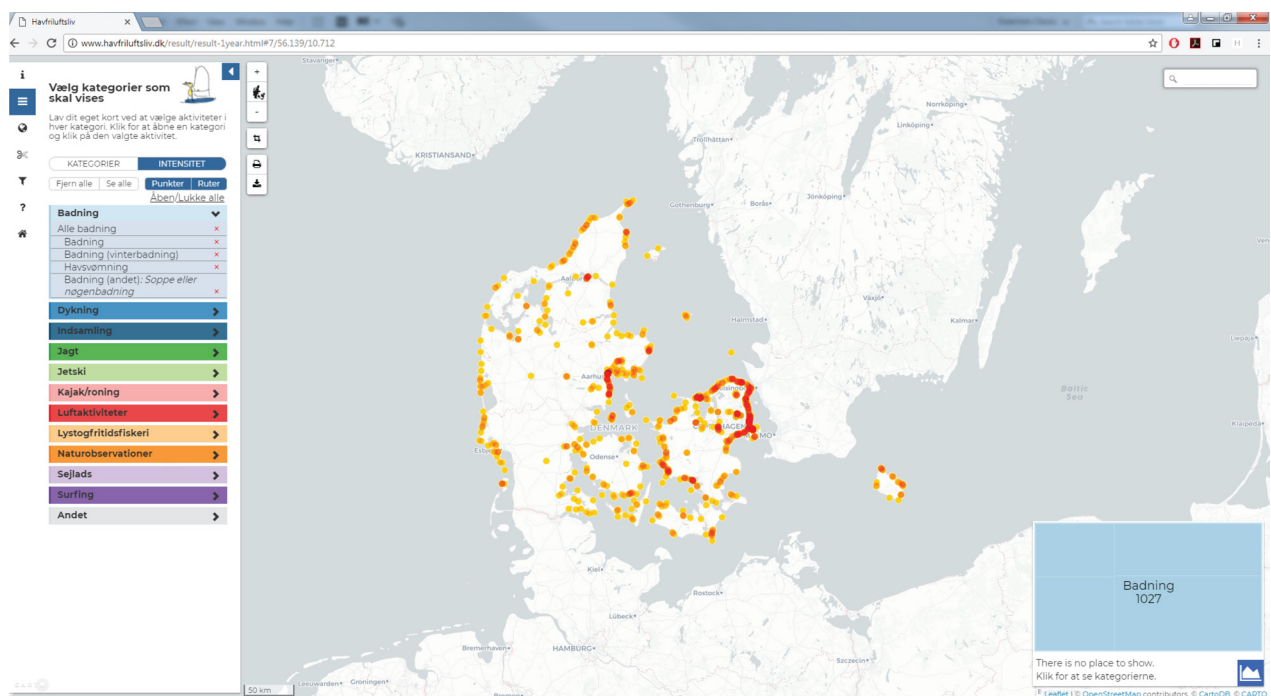 Havfriluftsliv
www.havfriluftsliv.dk/result/result-1year.html#7/56.139/10.712
Vælg kategorier som
skal vises
Lav dit eget kort ved at vælge aktiviteter i
hver kategori. Klik for at åbne en kategori
og klik på den valgte aktivitet.
KATEGORIER INTENSITET
Fjern alle Se alle Punkter Ruter
Åben/Lukke alle
Badning
Alle badning
Badning
Badning (vinterbadning)
Havsvømning
Badning (andet): Soppe eller
nøgenbadning
Dykning
Indsamling
Jagt
Jetski
Kajak/roning
Luftaktiviteter
Lystogfritidsfiskeri
Naturobservationer
Sejlads
Surfing
Andet
Stavanger
Norrköping
Linköping
Trollhättan
KRISTIANSAND
Gothenburg
Borås
Jönköping
Växjö
Halmstad
Kalmar
Liepāja
Klaipėda
Baltic
Sea
DENMARK
Odense
Kiel
Rostock
Lübeck
Bremerhaven
HAMBURG
Szczecin
Leeuwarden
Groningen
50 km
Badning
1027
There is no place to show.
Klik for at se kategorierne.
Leaflet | © OpenStreetMap contributors, © CartoDB, © CARTO